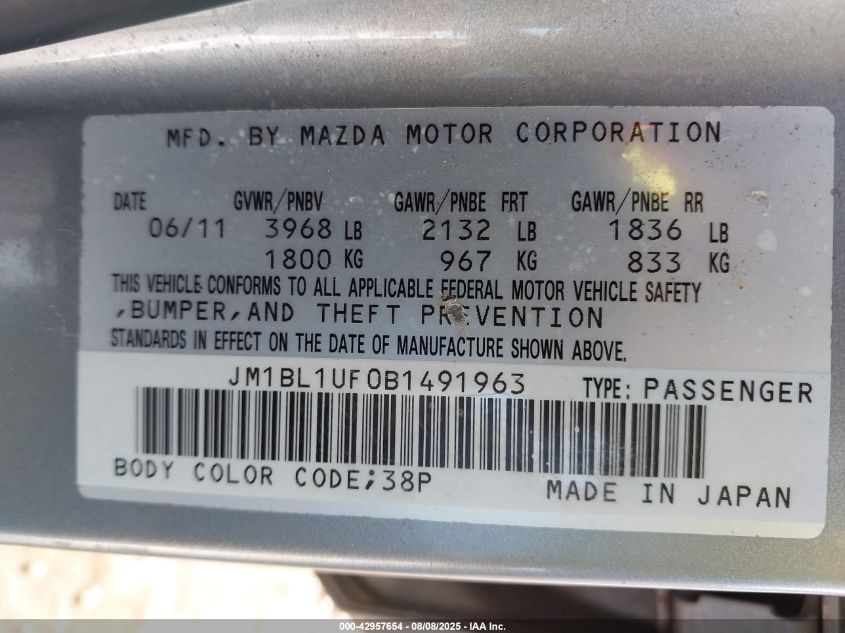 MFD. BY MAZDA MOTOR CORPORATION
DATE GVWR/PNBV GAWR/PNBE FRT GAWR/PNBE RR
06/11 3968 LB 2132 LB 1836 LB
1800 KG 967 KG 833 KG
THIS VEHICLE CONFORMS TO ALL APPLICABLE FEDERAL MOTOR VEHICLE SAFETY
,BUMPER,AND THEFT PREVENTION
STANDARDS IN EFFECT ON THE DATE OF MANUFACTURE SHOWN ABOVE.
JM1BL1UF0B1491963 TYPE: PASSENGER
BODY COLOR CODE;38P
MADE IN JAPAN
000-42957654 - 08/08/2025 - IAA Inc.